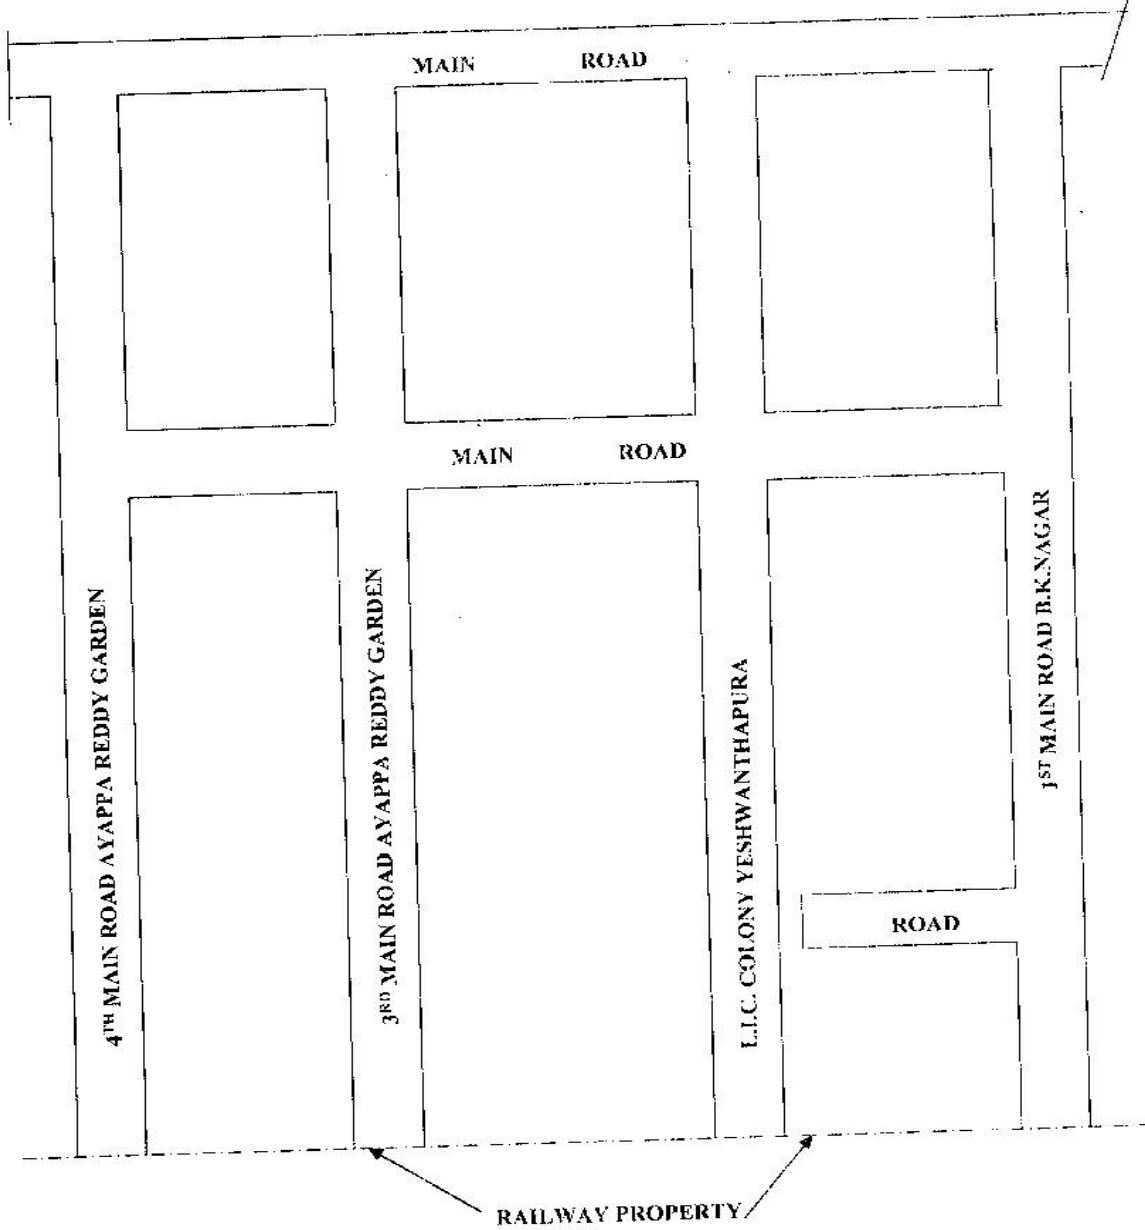 MAIN ROAD
MAIN ROAD
4TH MAIN ROAD AYAPPA REDDY GARDEN
3RD MAIN ROAD AYAPPA REDDY GARDEN
L.I.C. COLONY YESHWANTHAPURA
1ST MAIN ROAD B.K.NAGAR
ROAD
RAILWAY PROPERTY